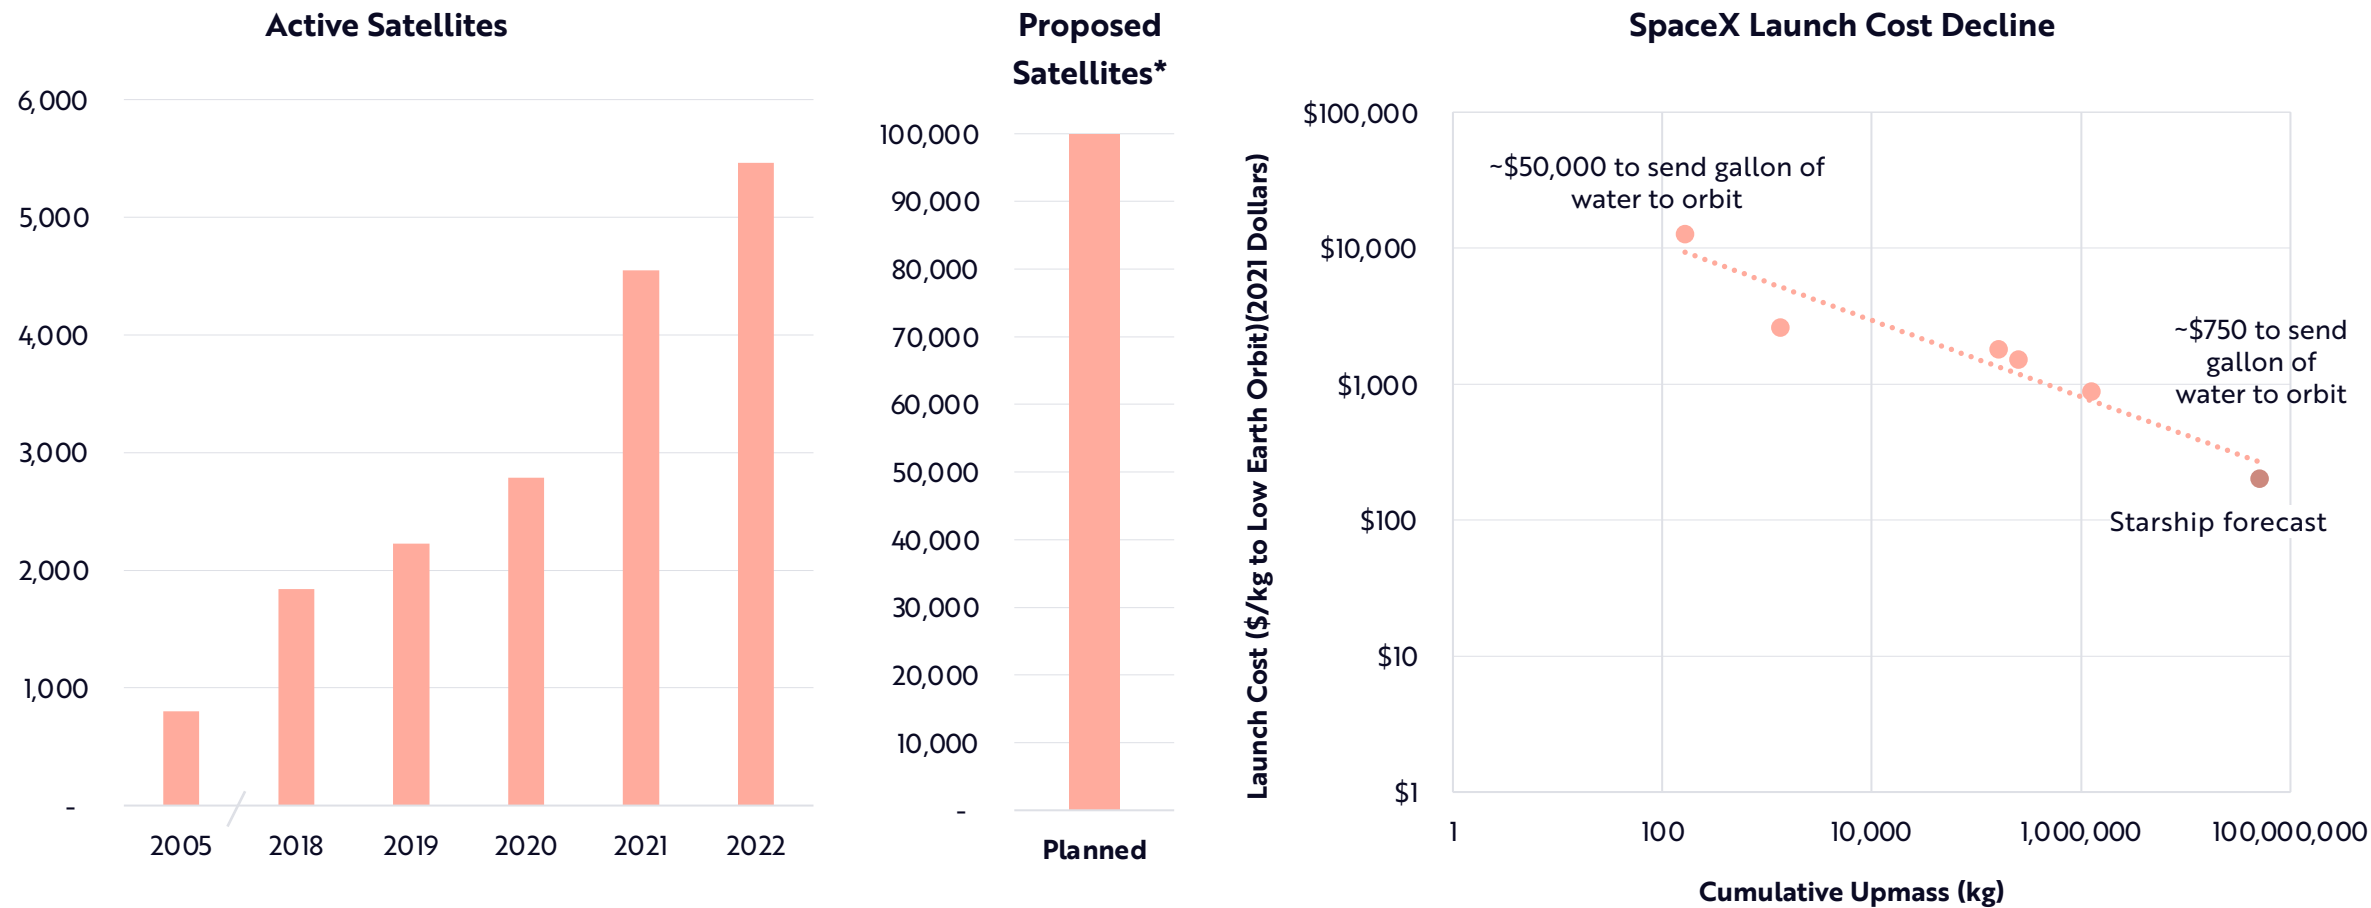 Active Satellites
6,000
5,000
4,000
3,000
2,000
1,000
-
2005
2018
2019
2020
2021
2022
Proposed
Satellites*
100,000
90,000
80,000
70,000
60,000
50,000
40,000
30,000
20,000
10,000
-
Planned
SpaceX Launch Cost Decline
Launch Cost ($/kg to Low Earth Orbit)(2021 Dollars)
$100,000
$10,000
$1,000
$100
$10
$1
~$50,000 to send gallon of
water to orbit
~$750 to send
gallon of
water to orbit
Starship forecast
1
100
10,000
1,000,000
100,000,000
Cumulative Upmass (kg)